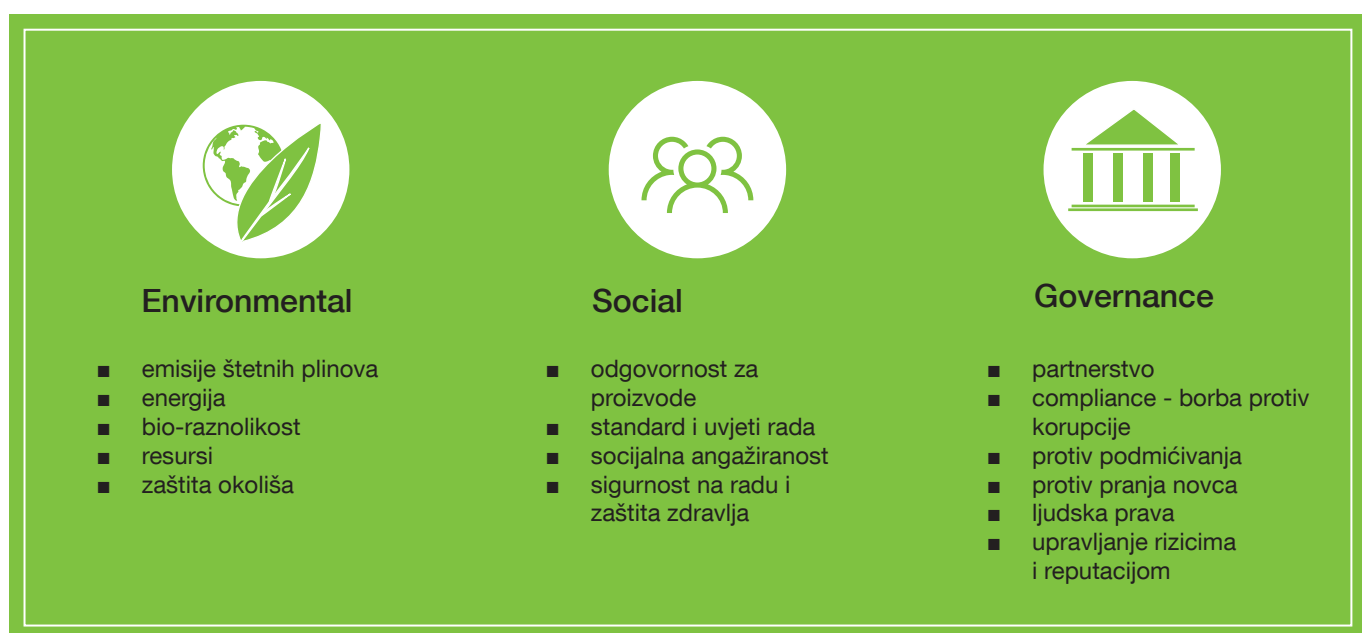 Environmental
■ emisije štetnih plinova
■ energija
■ bio-raznolikost
■ resursi
■ zaštita okoliša
Social
■ odgovornost za
proizvode
■ standard i uvjeti rada
■ socijalna angažiranost
■ sigurnost na radu i
zaštita zdravlja
Governance
■ partnerstvo
■ compliance - borba protiv
korupcije
■ protiv podmićivanja
■ protiv pranja novca
■ ljudska prava
■ upravljanje rizicima
i reputacijom